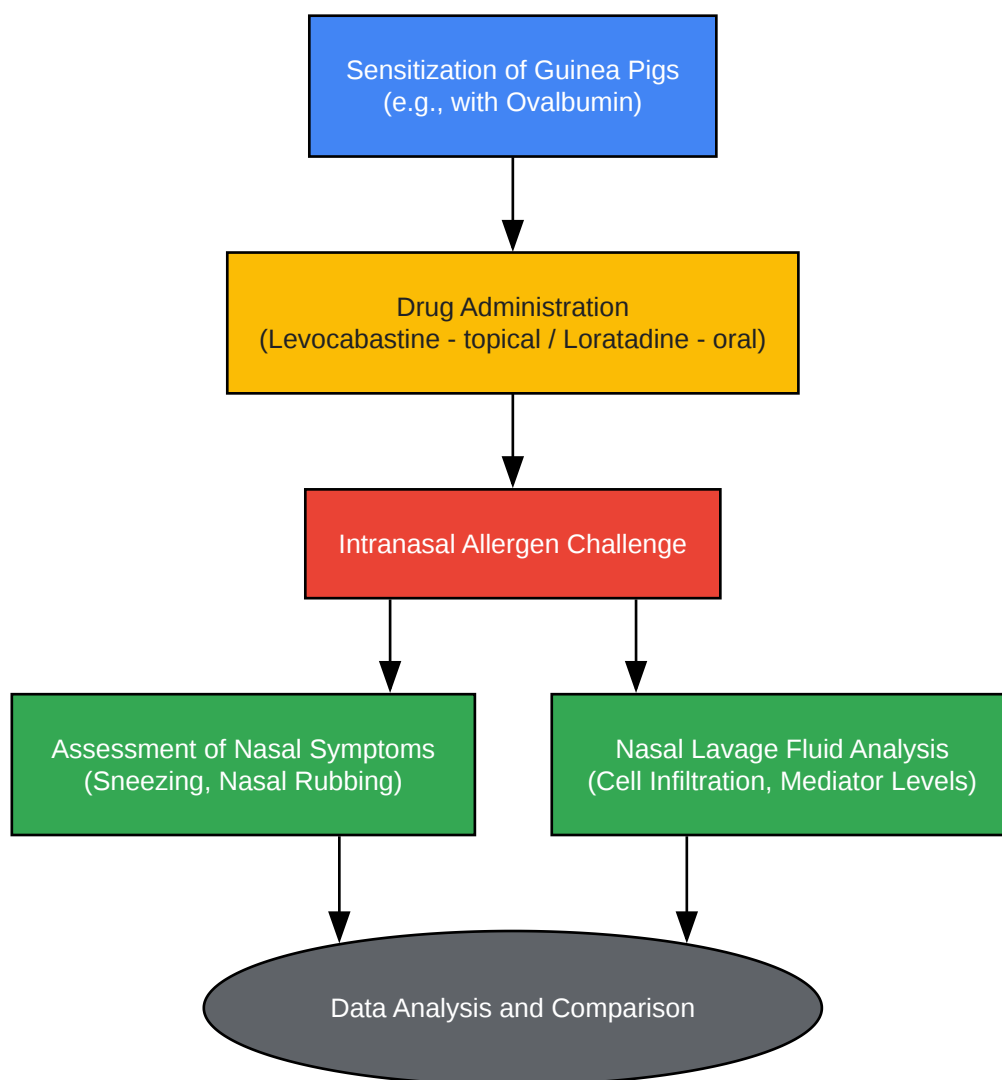 Sensitization of Guinea Pigs
(e.g., with Ovalbumin)
Drug Administration
(Levocabastine - topical / Loratadine - oral)
Intranasal Allergen Challenge
Assessment of Nasal Symptoms
(Sneezing, Nasal Rubbing)
Nasal Lavage Fluid Analysis
(Cell Infiltration, Mediator Levels)
Data Analysis and Comparison